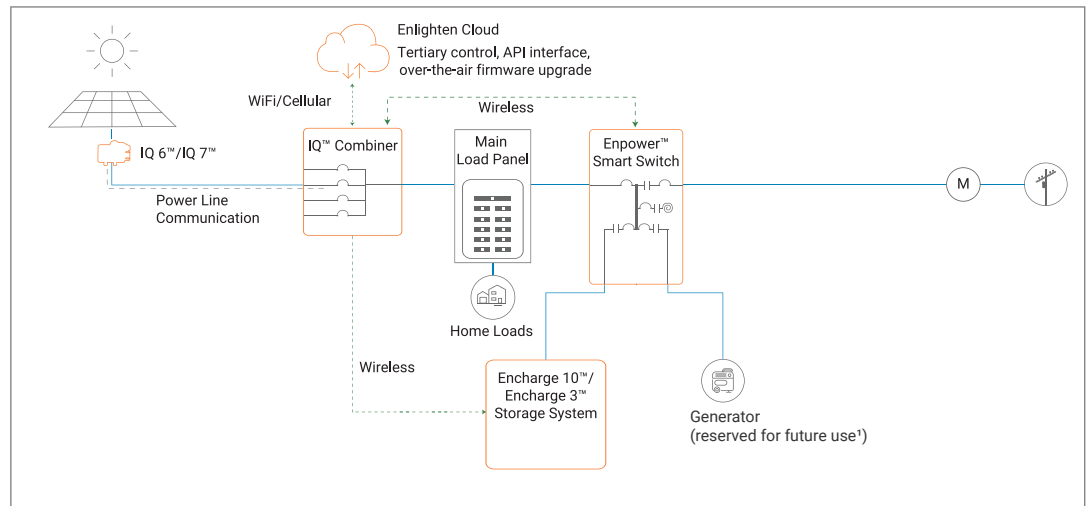 Enlighten Cloud
Tertiary control, API interface,
over-the-air firmware upgrade
WiFi/Cellular
Wireless
IQ™ Combiner
Main
Load Panel
Enpower™
Smart Switch
IQ 6™/IQ 7™
Power Line
Communication
M
Home Loads
Wireless
Encharge 10™/
Encharge 3™
Storage System
Generator
(reserved for future use¹)